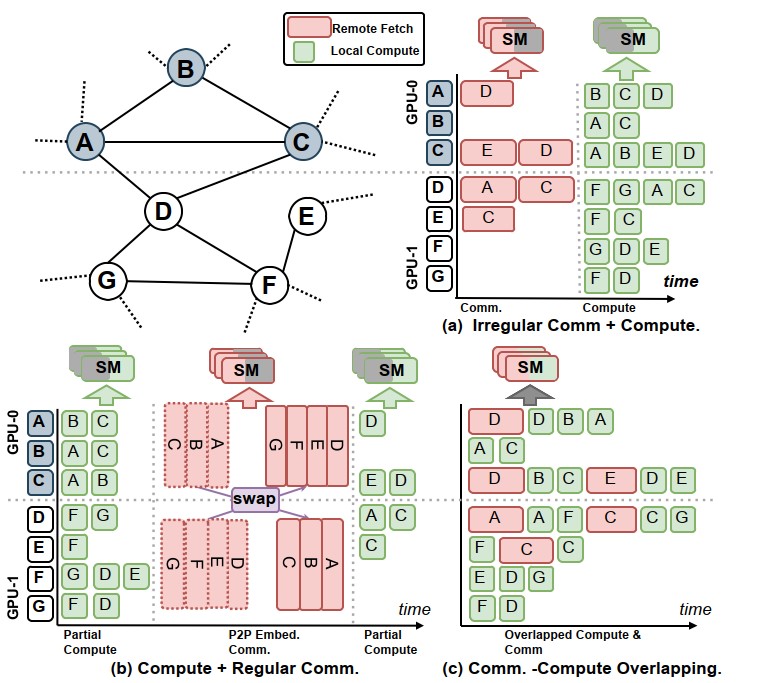 Remote Fetch
Local Compute
B
A
C
D
E
G
F
SM
SM
GPU-0
A
D
B C D
B
A C
C
E D
A B E D
GPU-1
D
A C
F G A C
E
C
F C
F
G D E
G
F D
time
Comm.
Compute
(a) Irregular Comm + Compute.
SM
SM
SM
GPU-0
A
B C
D
B
A C
C
A B
E D
C B A
G F E D
swap
GPU-1
D
F G
A C
E
F
C
F
G D E
G
F D
G F E D
C B A
time
Partial
Compute
P2P Embed.
Comm.
Partial
Compute
(b) Compute + Regular Comm.
SM
D D B A
A C
D B C E D E
A A F C C G
F C C
E D G
F D
time
Overlapped Compute &
Comm
(c) Comm. -Compute Overlapping.